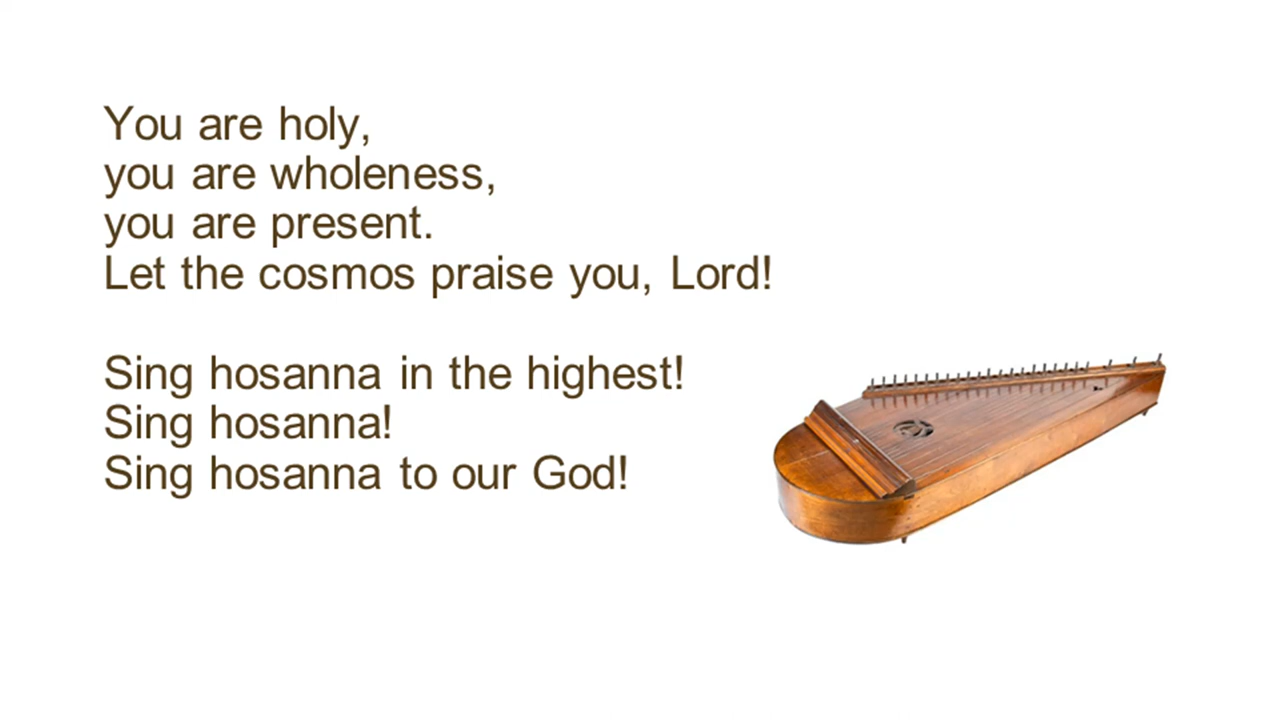 You are holy,
you are wholeness,
you are present.
Let the cosmos praise you, Lord!
Sing hosanna in the highest!
Sing hosanna!
Sing hosanna to our God!